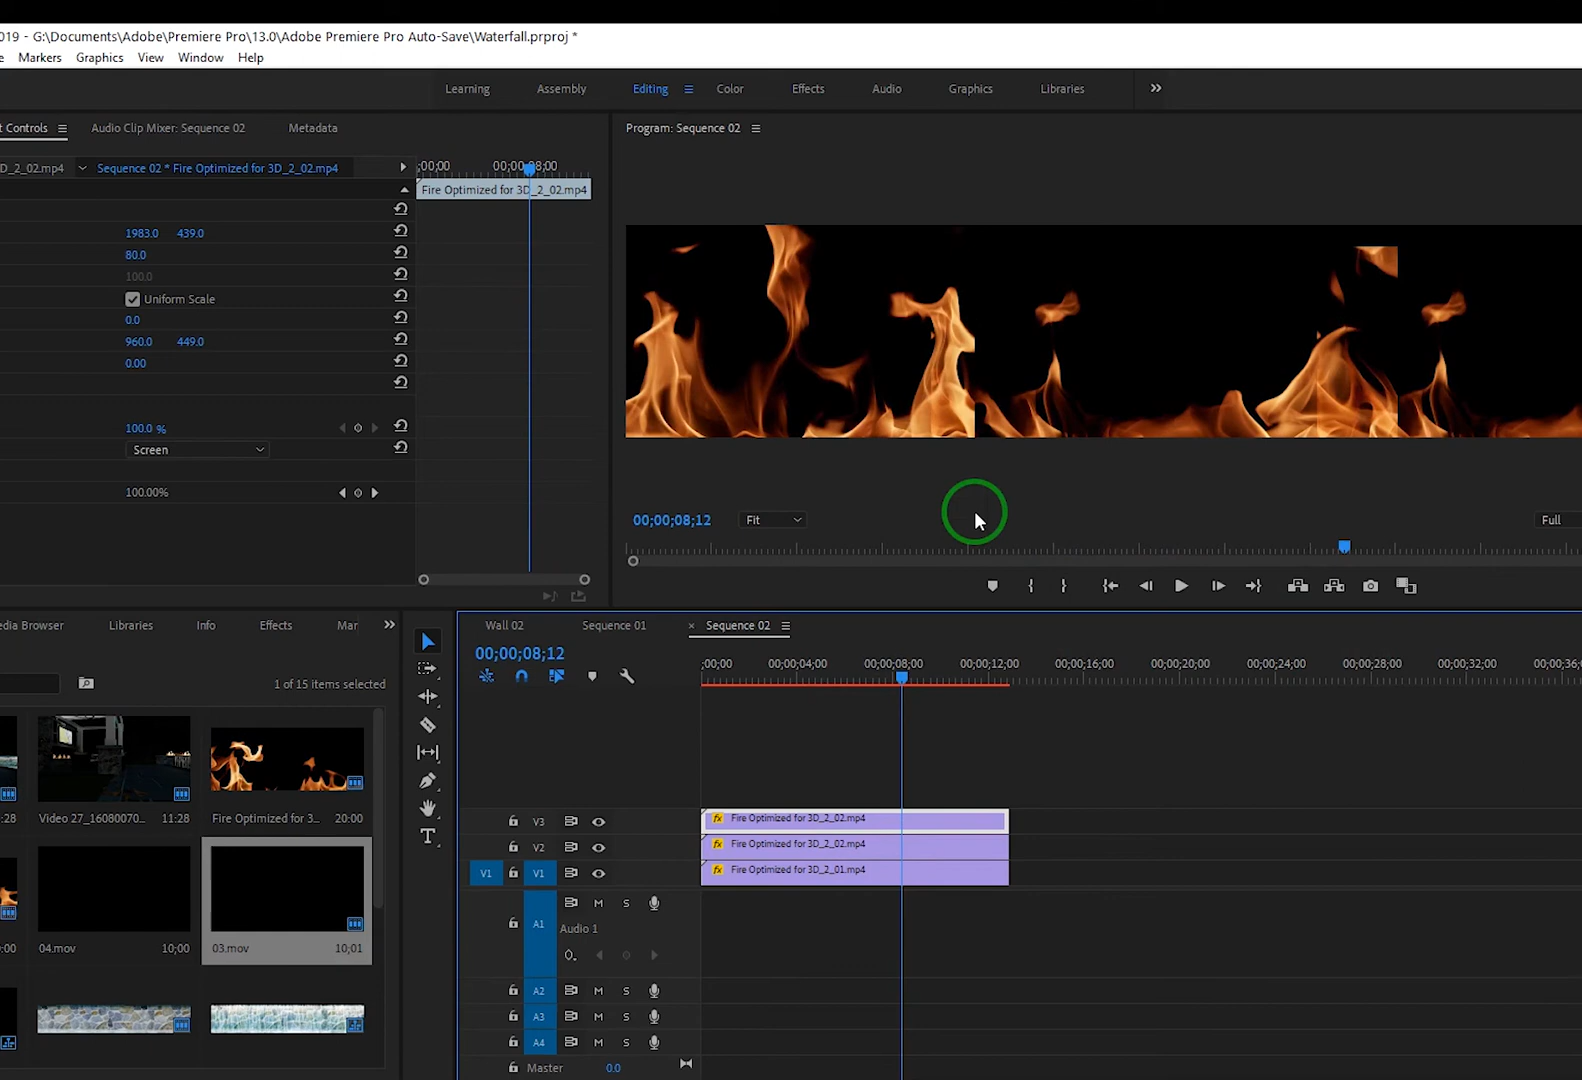 019 - G:\Documents\Adobe\Premiere Pro\13.0\Adobe Premiere Pro Auto-Save\Waterfall.prproj *
e Markers Graphics View Window Help
Learning Assembly Editing Color Effects Audio Graphics Libraries
t Controls Audio Clip Mixer: Sequence 02 Metadata
Program: Sequence 02
D_2_02.mp4 Sequence 02 * Fire Optimized for 3D_2_02.mp4
;00;00 00;00;08;00
Fire Optimized for 3D_2_02.mp4
1983.0 439.0
80.0
100.0
Uniform Scale
0.0
960.0 449.0
0.00
100.0 %
Screen
100.00%
00;00;08;12 Fit Full
edia Browser Libraries Info Effects Mar
Wall 02 Sequence 01 × Sequence 02
00;00;08;12
;00;00 00;00;04;00 00;00;08;00 00;00;12;00 00;00;16;00 00;00;20;00 00;00;24;00 00;00;28;00 00;00;32;00 00;00;36;0
1 of 15 items selected
:28 Video 27_16080070... 11:28 Fire Optimized for 3... 20:00
V3 Fire Optimized for 3D_2_02.mp4
V2 Fire Optimized for 3D_2_02.mp4
V1 V1 Fire Optimized for 3D_2_01.mp4
M S
A1
Audio 1
0:00 04.mov 10;00 03.mov 10;01
A2 M S
A3 M S
A4 M S
Master 0.0
T